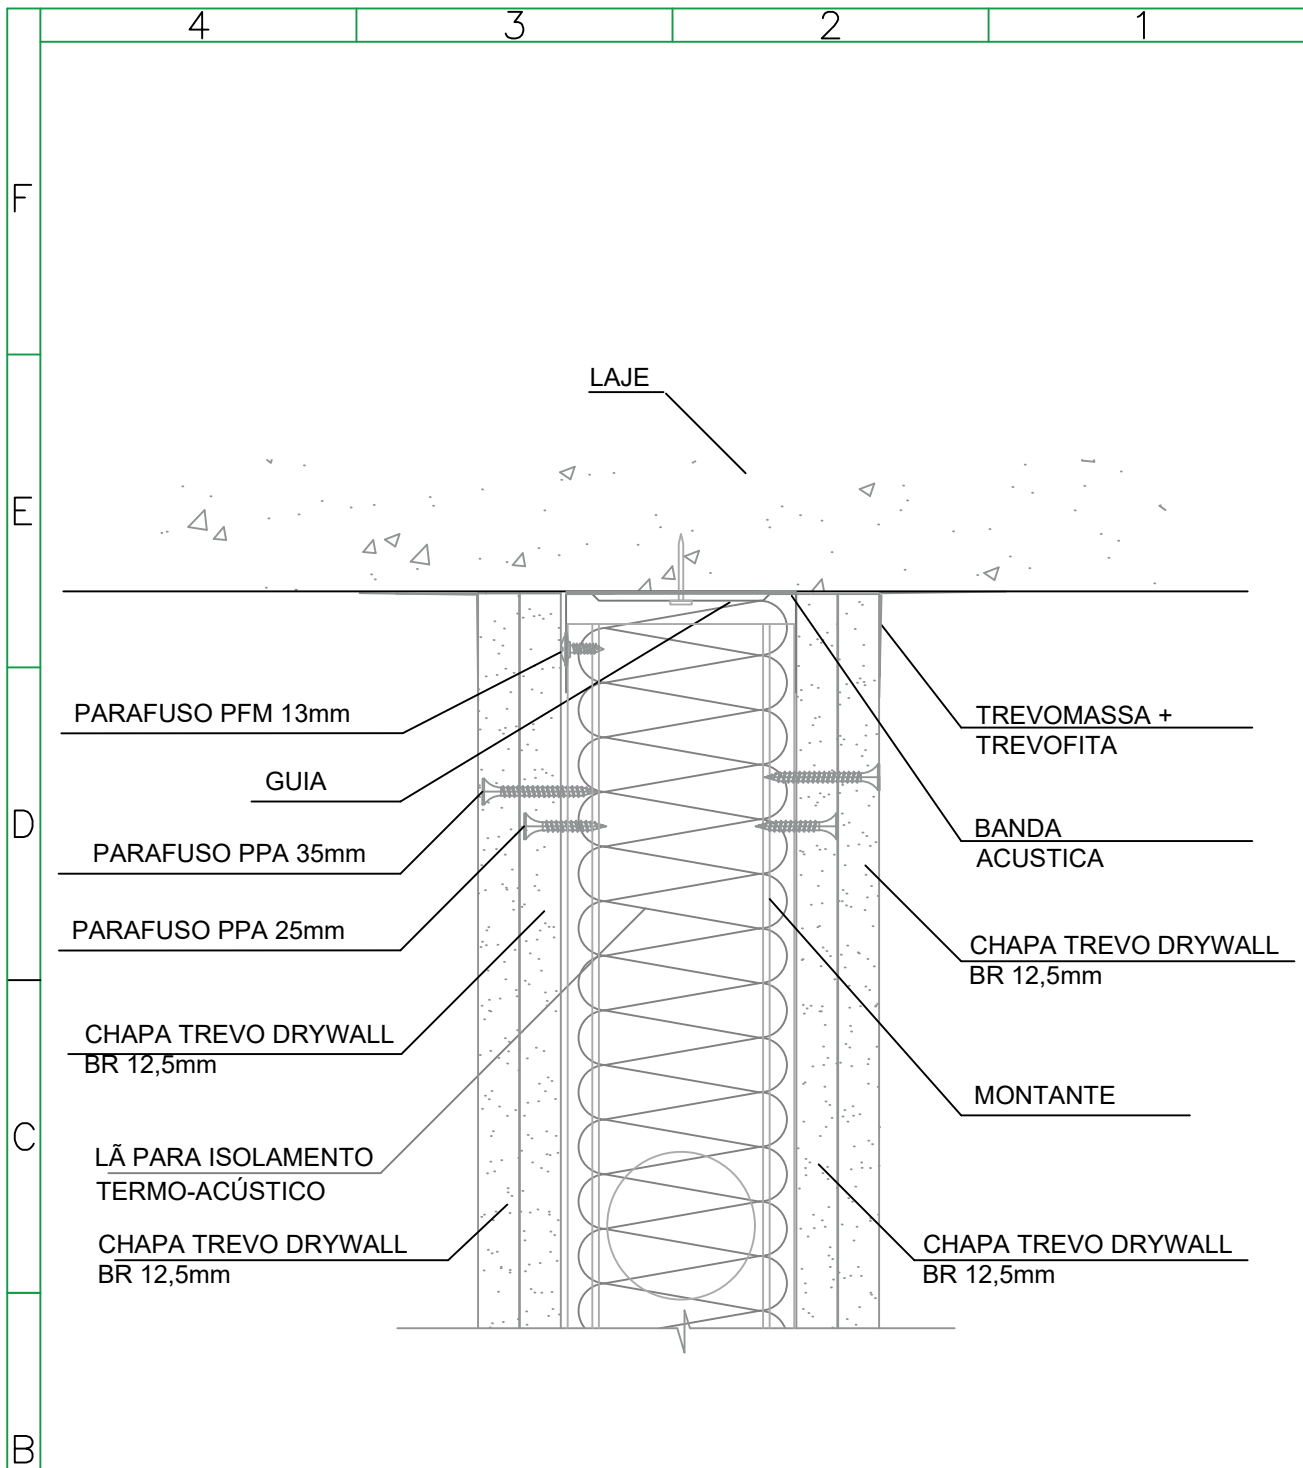 4 3 2 1
F
LAJE
E
PARAFUSO PFM 13mm
TREVOMASSA +
TREVOFITA
GUIA
D
BANDA
ACUSTICA
PARAFUSO PPA 35mm
PARAFUSO PPA 25mm
CHAPA TREVO DRYWALL
BR 12,5mm
CHAPA TREVO DRYWALL
BR 12,5mm
MONTANTE
C
LÃ PARA ISOLAMENTO
TERMO-ACÚSTICO
CHAPA TREVO DRYWALL
BR 12,5mm
CHAPA TREVO DRYWALL
BR 12,5mm
B